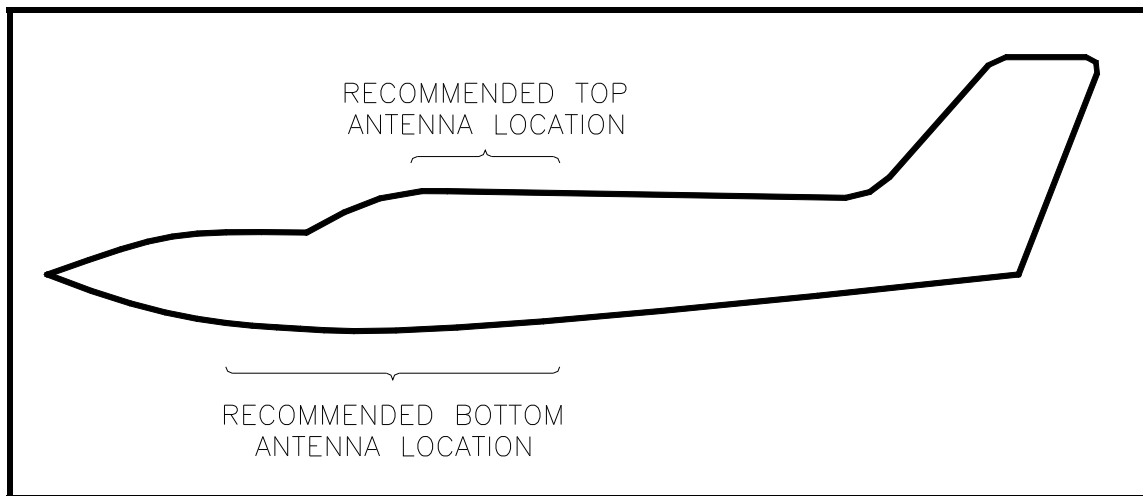 RECOMMENDED TOP
ANTENNA LOCATION
RECOMMENDED BOTTOM
ANTENNA LOCATION